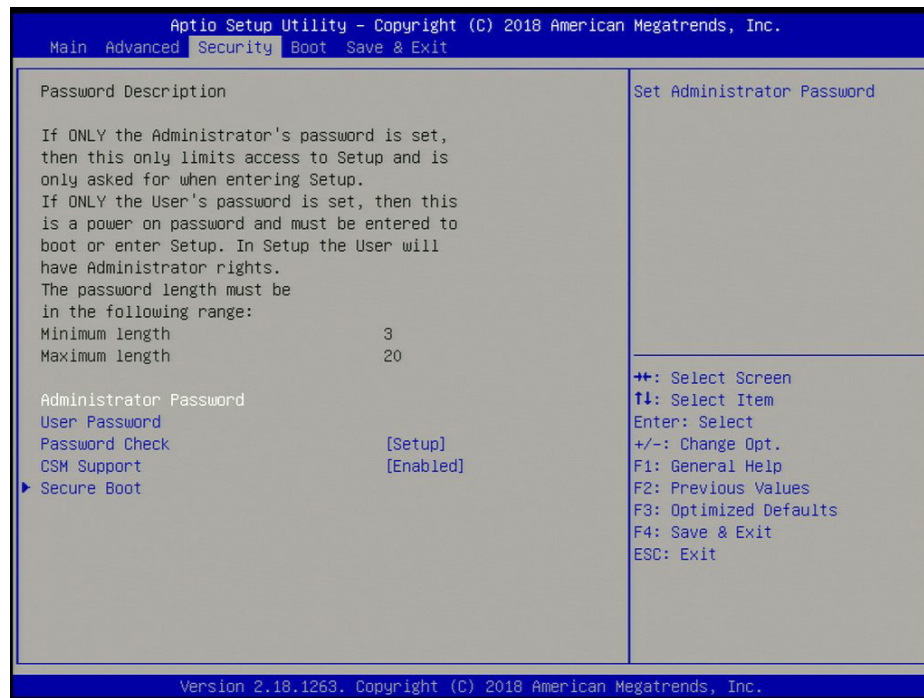 Aptio Setup Utility – Copyright (C) 2018 American Megatrends, Inc.
Main Advanced Security Boot Save & Exit
Password Description
If ONLY the Administrator's password is set,
then this only limits access to Setup and is
only asked for when entering Setup.
If ONLY the User's password is set, then this
is a power on password and must be entered to
boot or enter Setup. In Setup the User will
have Administrator rights.
The password length must be
in the following range:
Minimum length 3
Maximum length 20
Administrator Password
User Password
Password Check [Setup]
CSM Support [Enabled]
Secure Boot
Set Administrator Password
→←: Select Screen
↑↓: Select Item
Enter: Select
+/-: Change Opt.
F1: General Help
F2: Previous Values
F3: Optimized Defaults
F4: Save & Exit
ESC: Exit
Version 2.18.1263. Copyright (C) 2018 American Megatrends, Inc.